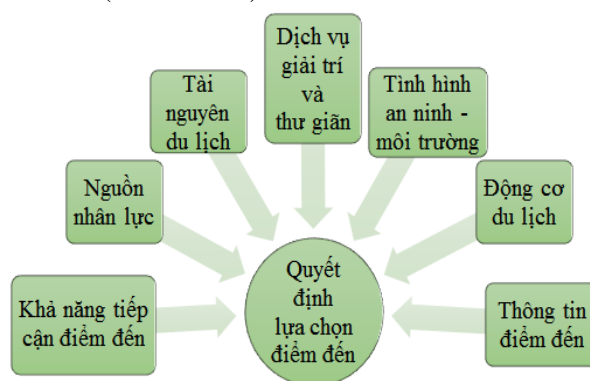 Dịch vụ
giải trí
và
thư giãn
Tài
nguyên
du lịch
Tình hình
an ninh -
môi trường
Nguồn
nhân lực
Động cơ
du lịch
Khả năng tiếp
cận điểm đến
Quyết
định
lựa chọn
điểm đến
Thông tin
điểm đến